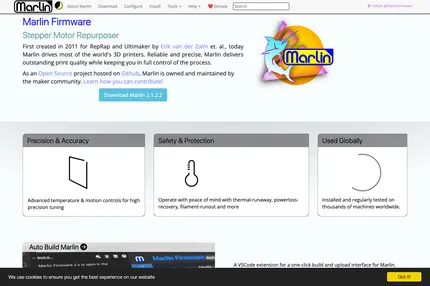 Marlin
About Marlin Download Configure Install Tools Help Donate
Follow @MarlinFirmware
Marlin Firmware
Stepper Motor Repurposer
First created in 2011 for RepRap and Ultimaker by Erik van der Zalm et. al., today
Marlin drives most of the world's 3D printers. Reliable and precise, Marlin delivers
outstanding print quality while keeping you in full control of the process.
As an Open Source project hosted on Github, Marlin is owned and maintained by
the maker community. Learn how you can contribute!
Download Marlin 2.1.2.2
Marlin
Precision & Accuracy
Advanced temperature & motion controls for high
precision tuning
Safety & Protection
Operate with peace of mind with thermal-runaway, powerloss-
recovery, filament-runout and more
Used Globally
Installed and regularly tested on
thousands of machines worldwide.
Auto Build Marlin
BUILD...
Marlin Firmware
A VSCode extension for a one-click build and upload interface for Marlin.
We use cookies to ensure you get the best experience on our website
Got it!